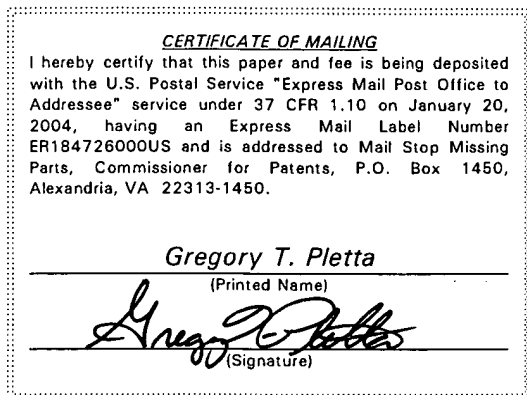 CERTIFICATE OF MAILING
I hereby certify that this paper and fee is being deposited
with the U.S. Postal Service "Express Mail Post Office to
Addressee" service under 37 CFR 1.10 on January 20,
2004, having an Express Mail Label Number
ER184726000US and is addressed to Mail Stop Missing
Parts, Commissioner for Patents, P.O. Box 1450,
Alexandria, VA 22313-1450.
Gregory T. Pletta
(Printed Name)
Gregory T. Pletta
(Signature)